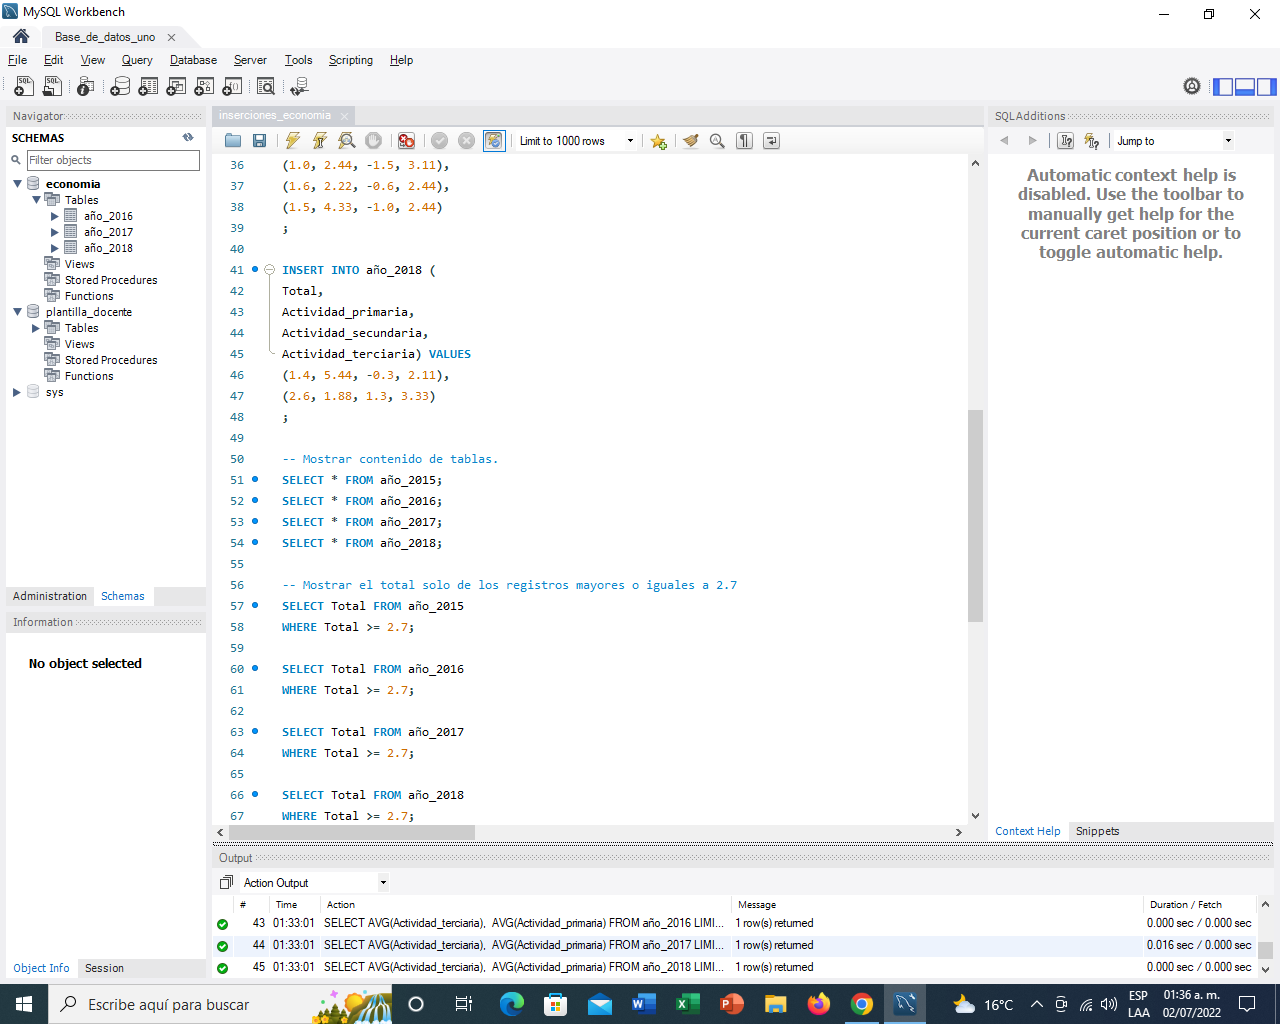 MySQL Workbench
Base_de_datos_uno
File Edit View Query Database Server Tools Scripting Help
Navigator
SCHEMAS
Filter objects
economia
Tables
año_2016
año_2017
año_2018
Views
Stored Procedures
Functions
plantilla_docente
Tables
Views
Stored Procedures
Functions
sys
Administration Schemas
Information
No object selected
Object Info Session
inserciones_economia
Limit to 1000 rows
36 (1.0, 2.44, -1.5, 3.11),
37 (1.6, 2.22, -0.6, 2.44),
38 (1.5, 4.33, -1.0, 2.44)
39 ;
40
41 INSERT INTO año_2018 (
42 Total,
43 Actividad_primaria,
44 Actividad_secundaria,
45 Actividad_terciaria) VALUES
46 (1.4, 5.44, -0.3, 2.11),
47 (2.6, 1.88, 1.3, 3.33)
48 ;
49
50 -- Mostrar contenido de tablas.
51 SELECT * FROM año_2015;
52 SELECT * FROM año_2016;
53 SELECT * FROM año_2017;
54 SELECT * FROM año_2018;
55
56 -- Mostrar el total solo de los registros mayores o iguales a 2.7
57 SELECT Total FROM año_2015
58 WHERE Total >= 2.7;
59
60 SELECT Total FROM año_2016
61 WHERE Total >= 2.7;
62
63 SELECT Total FROM año_2017
64 WHERE Total >= 2.7;
65
66 SELECT Total FROM año_2018
67 WHERE Total >= 2.7;
SQLAdditions
Jump to
Automatic context help is
disabled. Use the toolbar to
manually get help for the
current caret position or to
toggle automatic help.
Context Help Snippets
Output
Action Output
# Time Action Message Duration / Fetch
43 01:33:01 SELECT AVG(Actividad_terciaria), AVG(Actividad_primaria) FROM año_2016 LIMI... 1 row(s) returned 0.000 sec / 0.000 sec
44 01:33:01 SELECT AVG(Actividad_terciaria), AVG(Actividad_primaria) FROM año_2017 LIMI... 1 row(s) returned 0.016 sec / 0.000 sec
45 01:33:01 SELECT AVG(Actividad_terciaria), AVG(Actividad_primaria) FROM año_2018 LIMI... 1 row(s) returned 0.000 sec / 0.000 sec
Escribe aquí para buscar
16°C
ESP
LAA
01:36 a. m.
02/07/2022